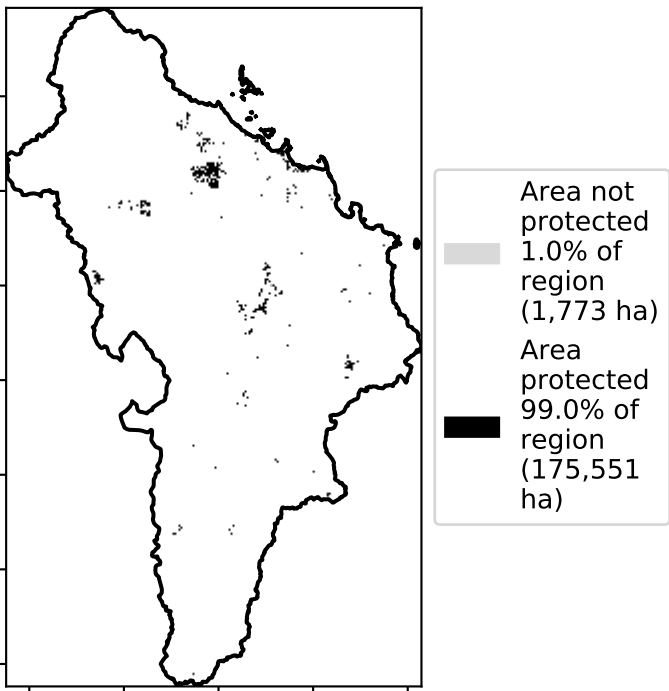 Area not
protected
1.0% of
region
(1,773 ha)
Area
protected
99.0% of
region
(175,551
ha)